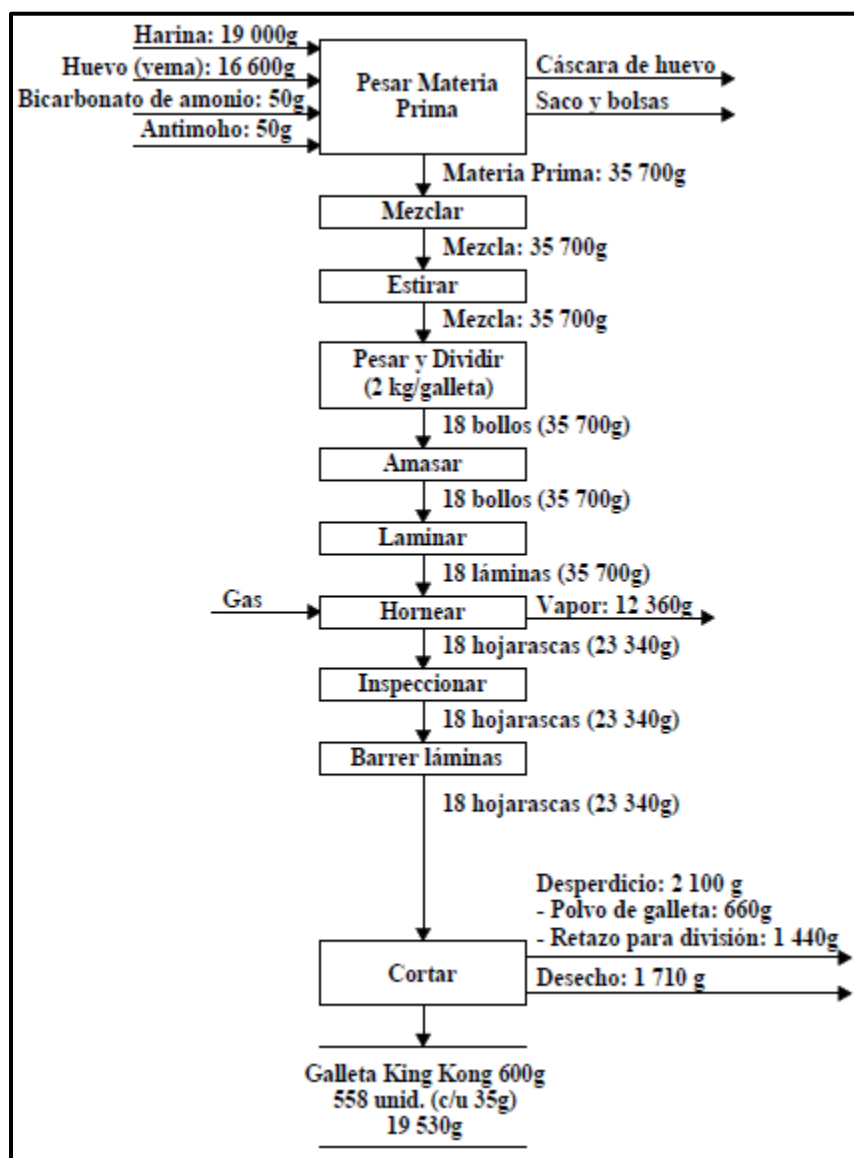 Harina: 19 000g
Huevo (yema): 16 600g
Bicarbonato de amonio: 50g
Antimoho: 50g
Pesar Materia
Prima
Cáscara de huevo
Saco y bolsas
Materia Prima: 35 700g
Mezclar
Mezcla: 35 700g
Estirar
Mezcla: 35 700g
Pesar y Dividir
(2 kg/galleta)
18 bollos (35 700g)
Amasar
18 bollos (35 700g)
Laminar
18 láminas (35 700g)
Gas
Hornear
Vapor: 12 360g
18 hojarascas (23 340g)
Inspeccionar
18 hojarascas (23 340g)
Barrer láminas
18 hojarascas (23 340g)
Desperdicio: 2 100 g
- Polvo de galleta: 660g
- Retazo para división: 1 440g
Cortar
Desecho: 1 710 g
Galleta King Kong 600g
558 unid. (c/u 35g)
19 530g